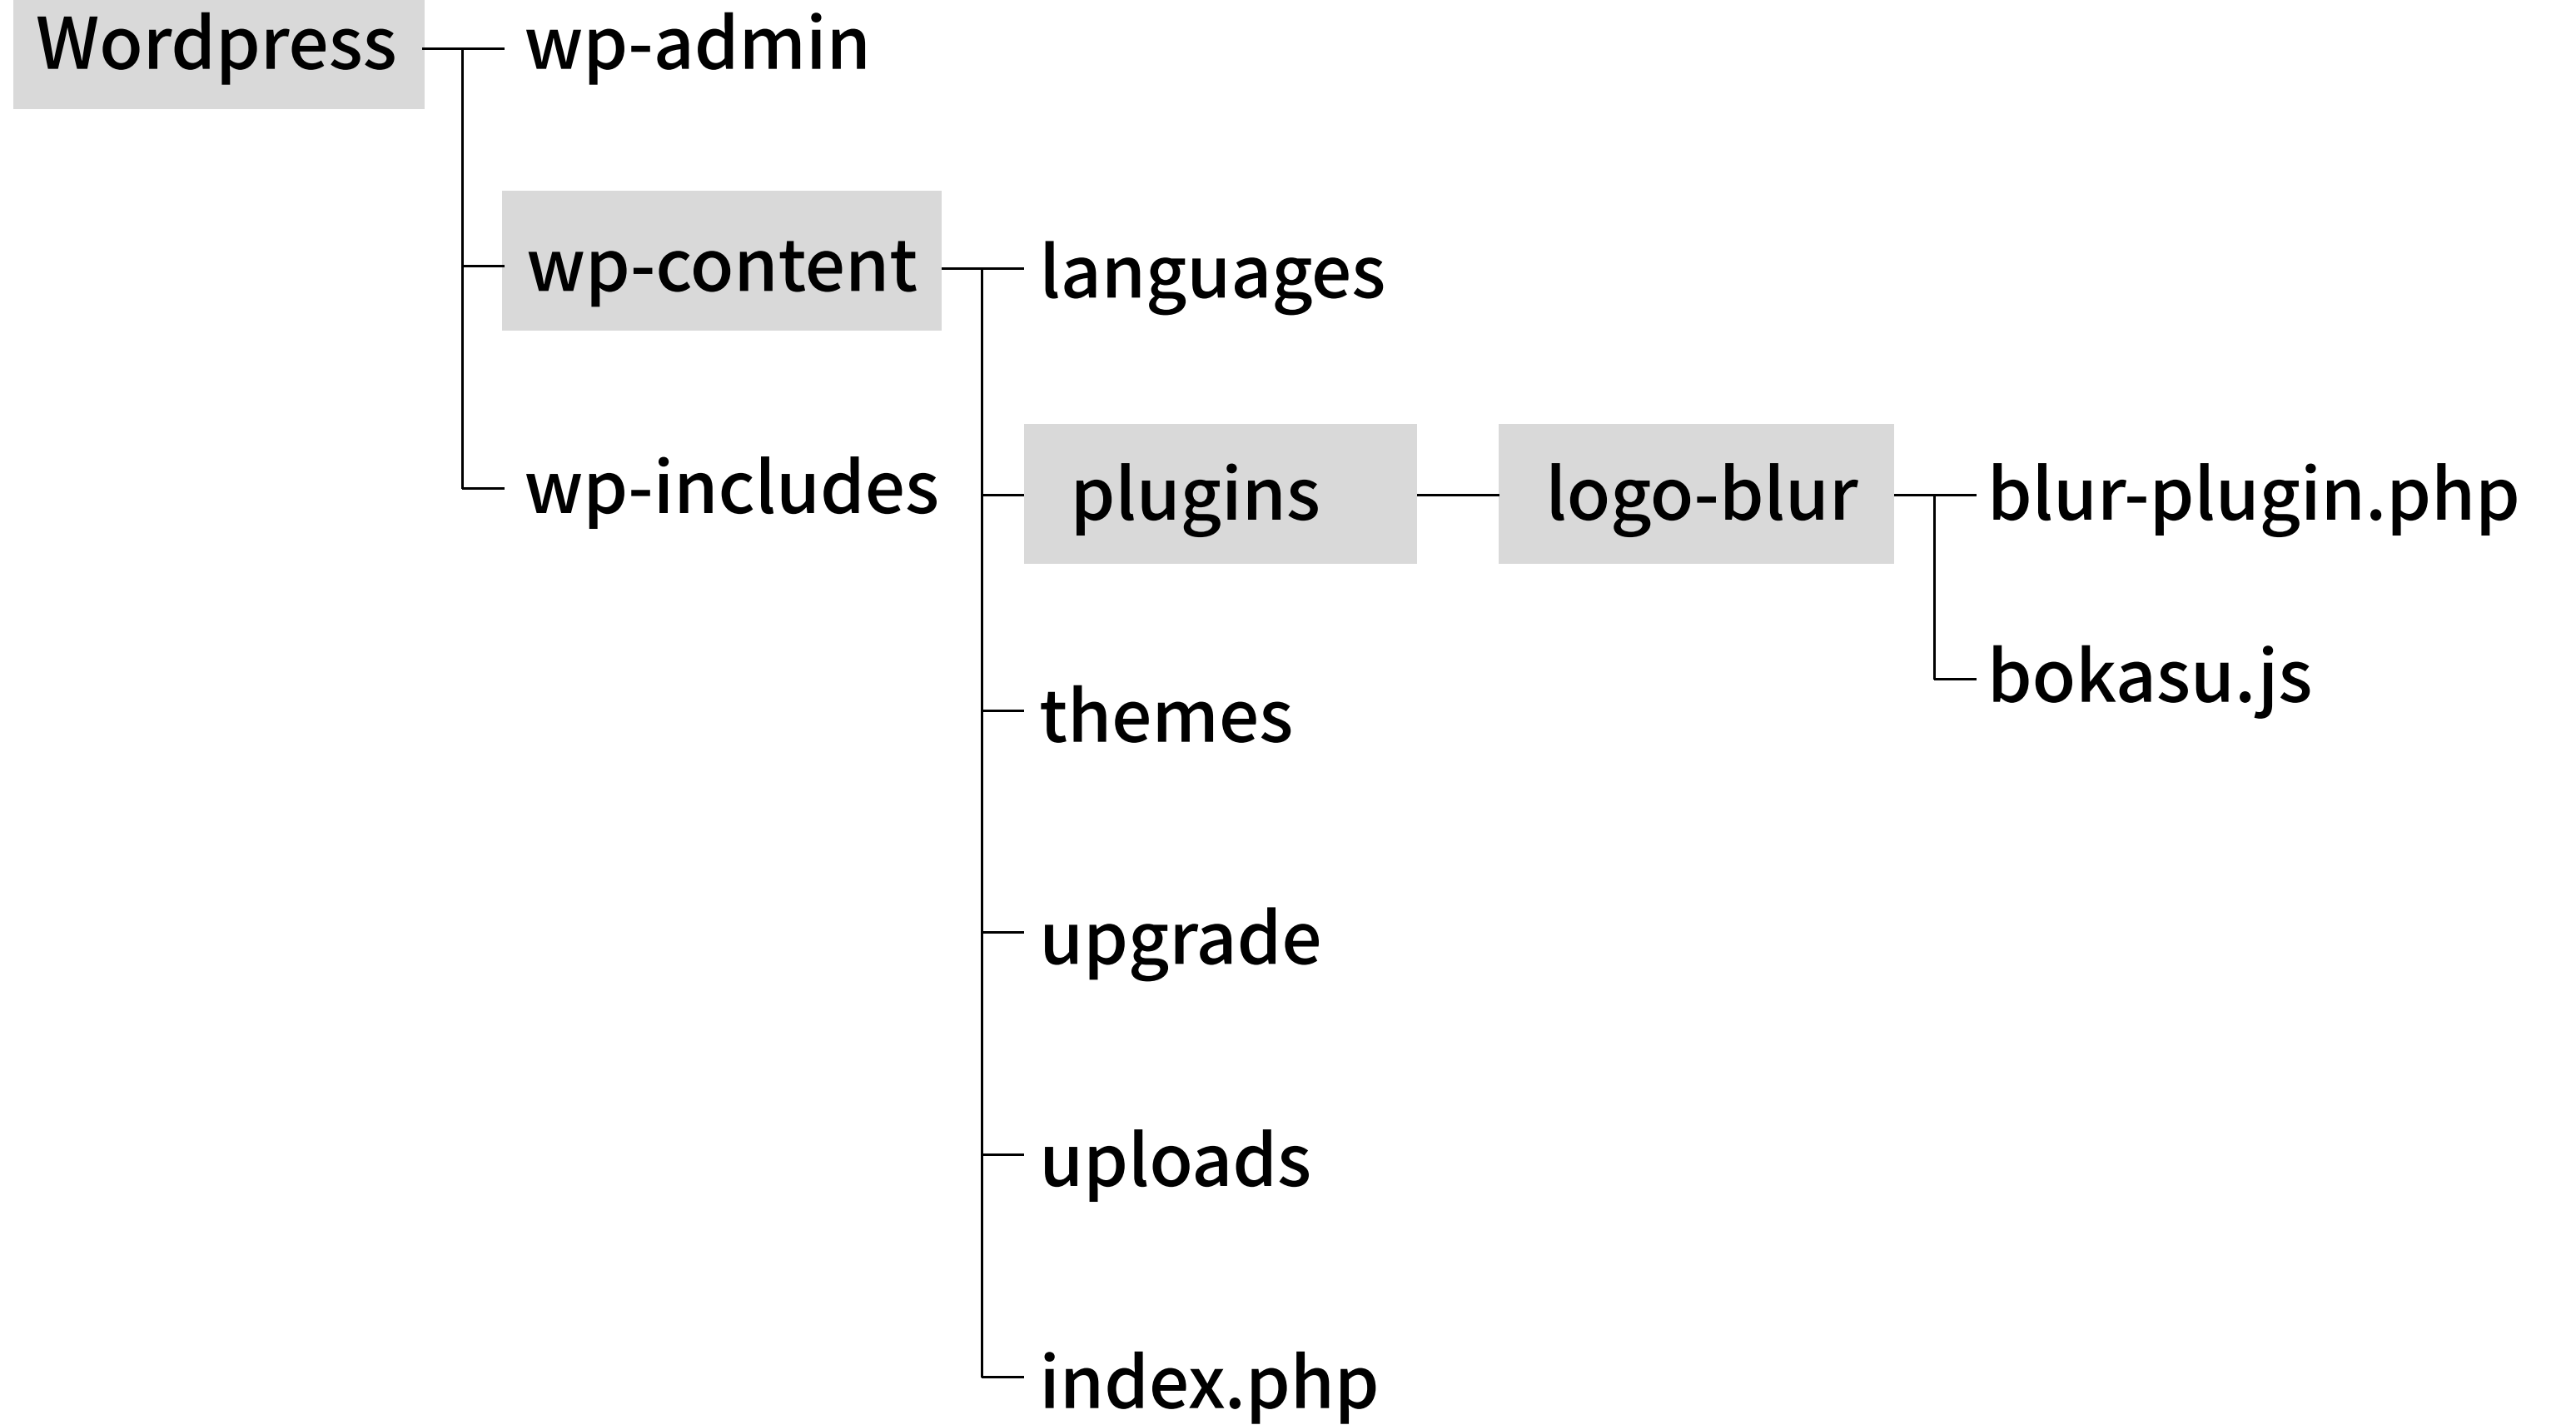 Wordpress
wp-admin
wp-content
languages
wp-includes
plugins
logo-blur
blur-plugin.php
bokasu.js
themes
upgrade
uploads
index.php